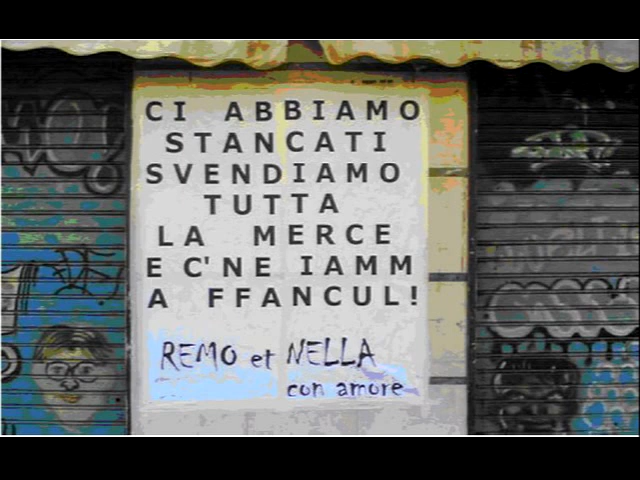 CI ABBIAMO
STANCATI
SVENDIAMO
TUTTA
LA MERCE
E C'NE IAMM
A FFANCUL!
REMO et NELLA
con amore